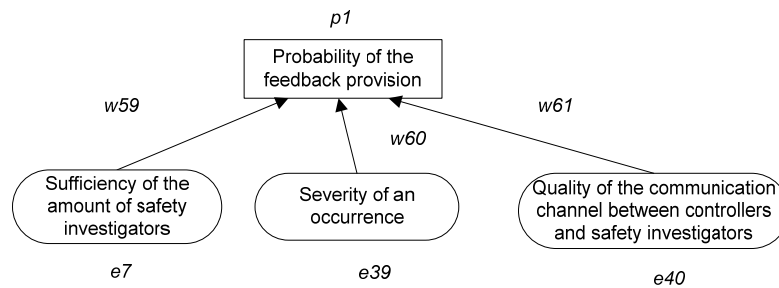 p1
Probability of the
feedback provision
w59
w60
w61
Sufficiency of the
amount of safety
investigators
Severity of an
occurrence
Quality of the communication
channel between controllers
and safety investigators
e7
e39
e40